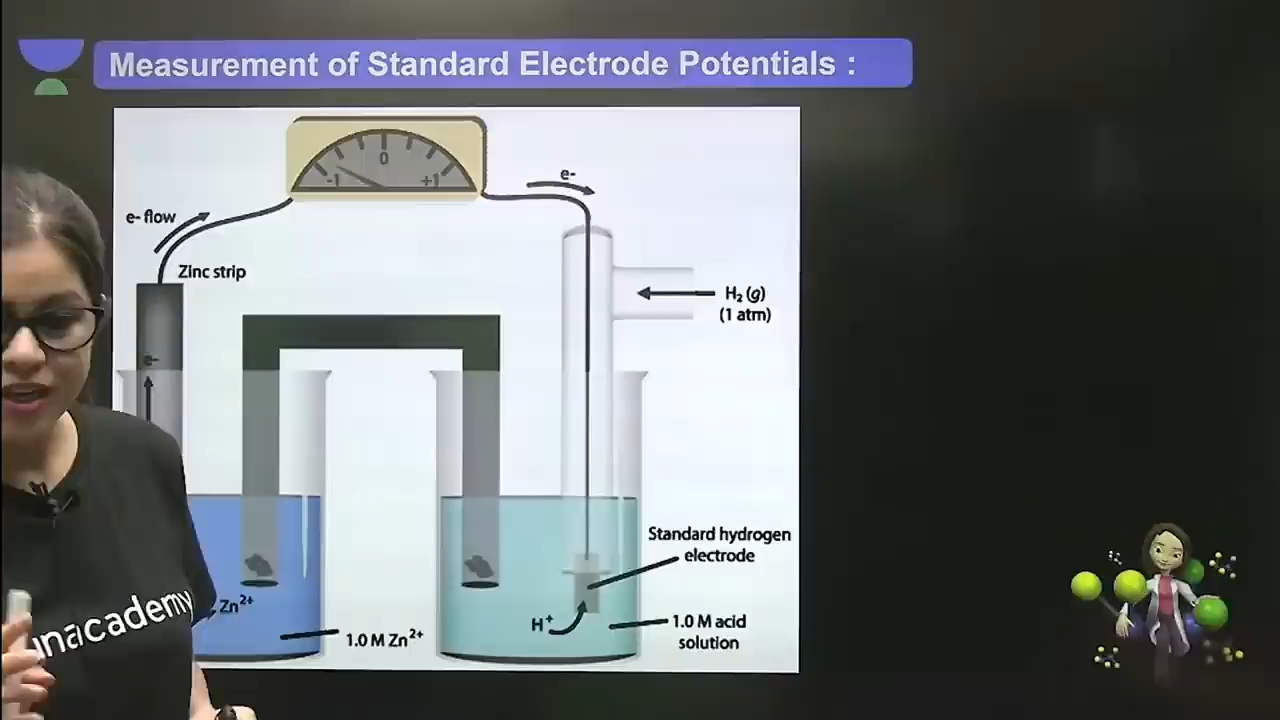 Measurement of Standard Electrode Potentials :
0
-1
+1
e-
e- flow
Zinc strip
H₂ (g)
(1 atm)
e-
Standard hydrogen
electrode
Zn²⁺
H⁺
1.0 M acid
solution
1.0 M Zn²⁺
unacademy